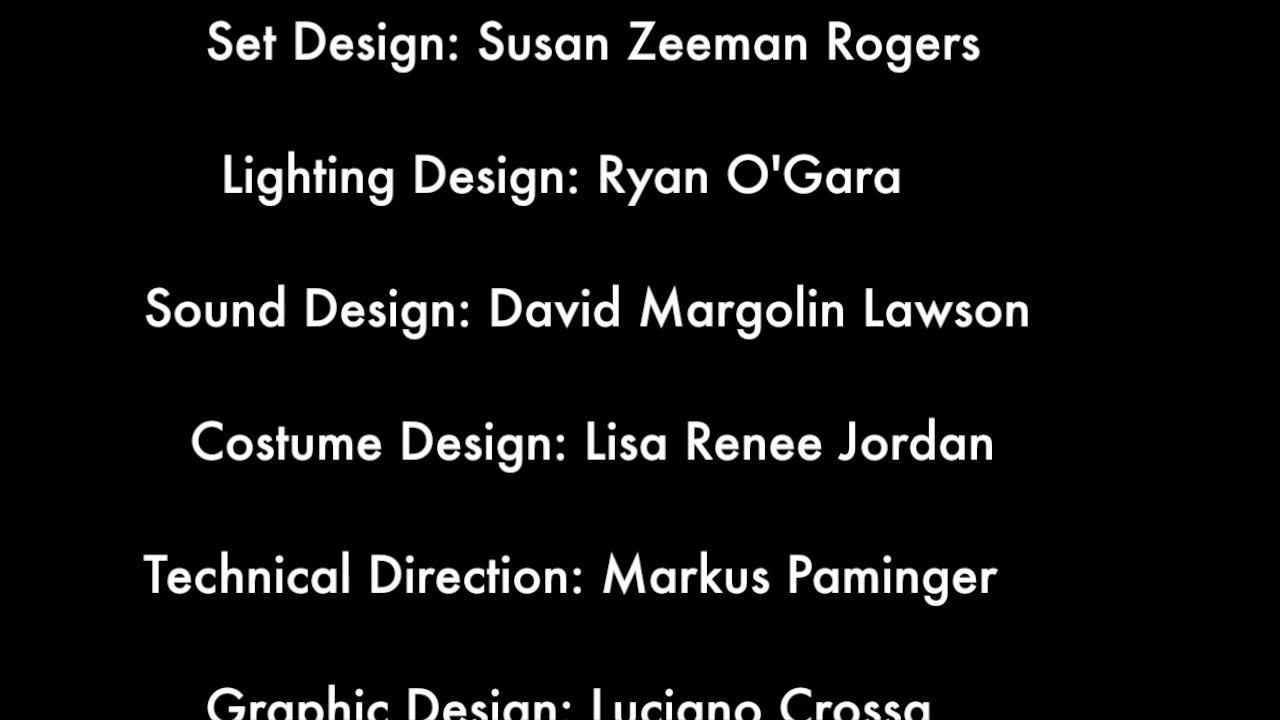 Set Design: Susan Zeeman Rogers
Lighting Design: Ryan O'Gara
Sound Design: David Margolin Lawson
Costume Design: Lisa Renee Jordan
Technical Direction: Markus Paminger
Graphic Design: Luciano Crossa